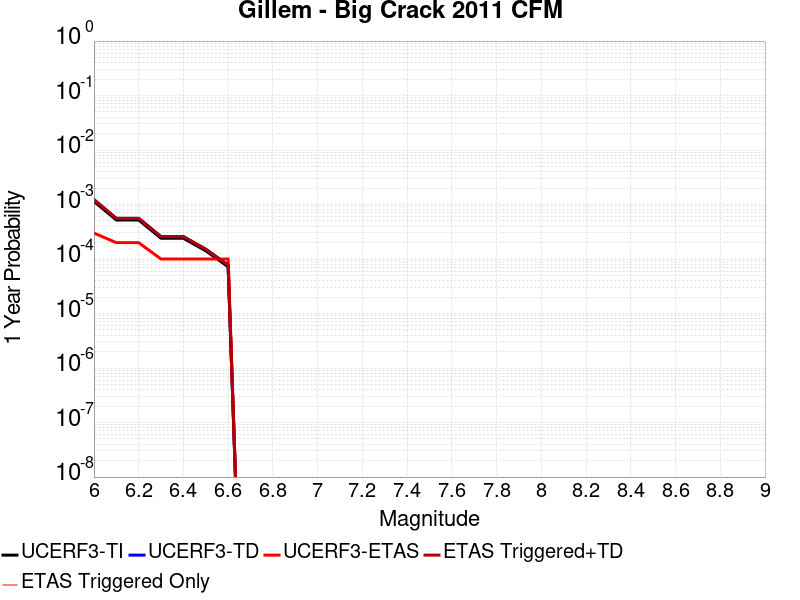 Gillem - Big Crack 2011 CFM
10^0
10^-1
10^-2
10^-3
10^-4
10^-5
10^-6
10^-7
10^-8
1 Year Probability
6 6.2 6.4 6.6 6.8 7 7.2 7.4 7.6 7.8 8 8.2 8.4 8.6 8.8 9
Magnitude
UCERF3-TI UCERF3-TD UCERF3-ETAS ETAS Triggered+TD
ETAS Triggered Only